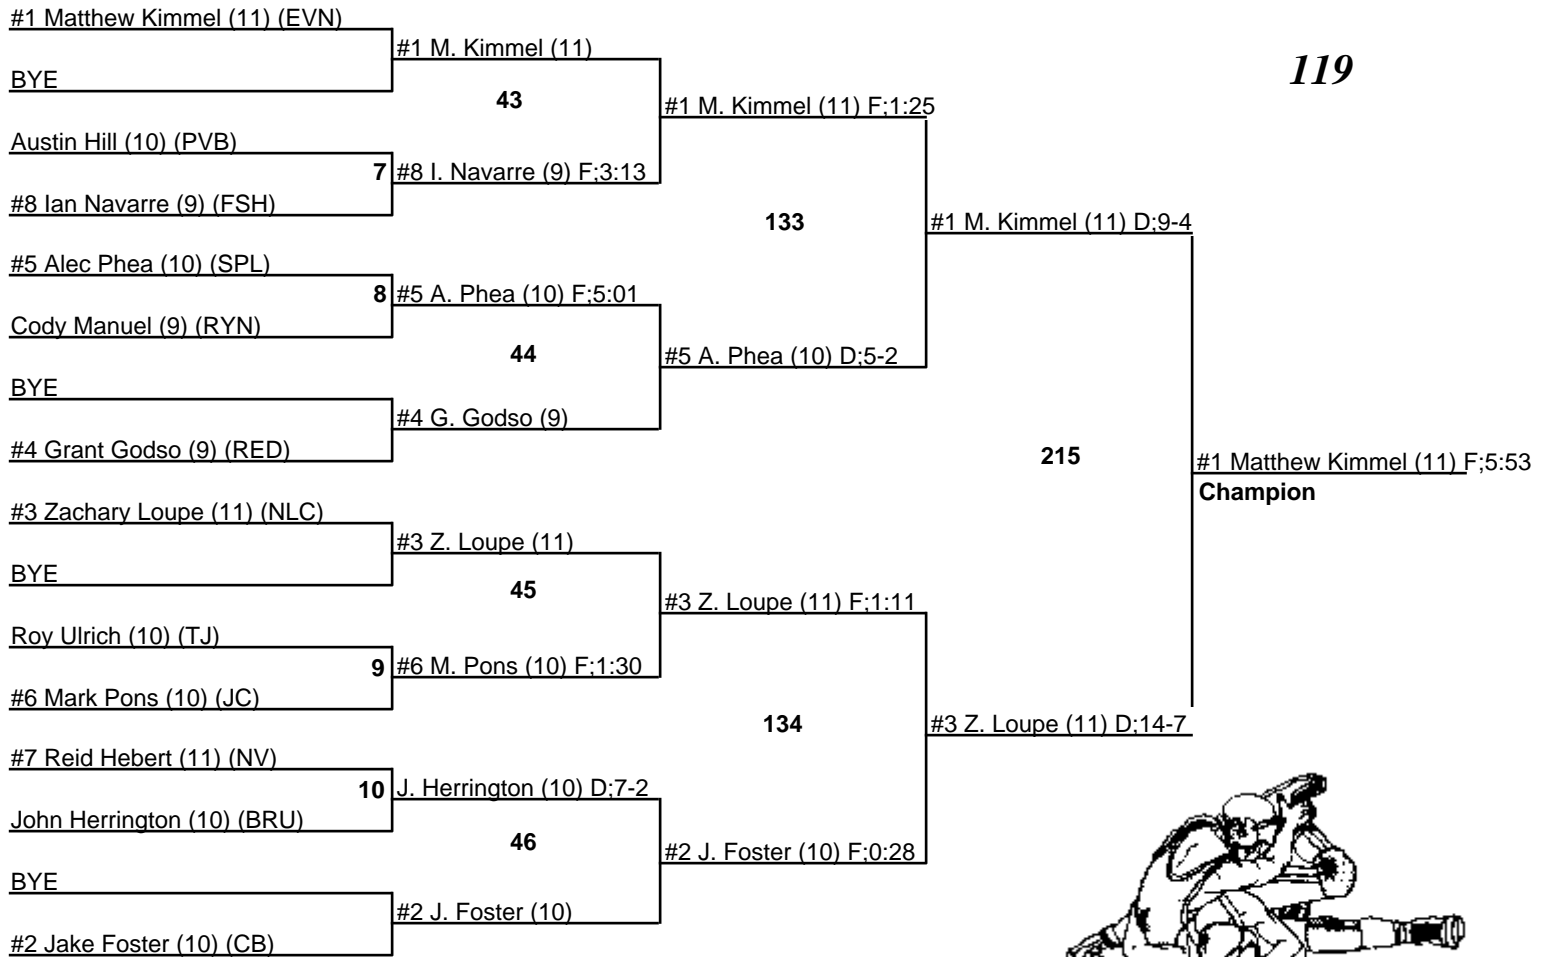 #1 Matthew Kimmel (11) (EVN)
BYE
Austin Hill (10) (PVB)
#8 Ian Navarre (9) (FSH)
#5 Alec Phea (10) (SPL)
Cody Manuel (9) (RYN)
BYE
#4 Grant Godso (9) (RED)
#3 Zachary Loupe (11) (NLC)
BYE
Roy Ulrich (10) (TJ)
#6 Mark Pons (10) (JC)
#7 Reid Hebert (11) (NV)
John Herrington (10) (BRU)
BYE
#2 Jake Foster (10) (CB)
#1 M. Kimmel (11)
43
7 #8 I. Navarre (9) F;3:13
8 #5 A. Phea (10) F;5:01
44
#4 G. Godso (9)
#3 Z. Loupe (11)
45
9 #6 M. Pons (10) F;1:30
10 J. Herrington (10) D;7-2
46
#2 J. Foster (10)
#1 M. Kimmel (11) F;1:25
133
#5 A. Phea (10) D;5-2
#3 Z. Loupe (11) F;1:11
134
#2 J. Foster (10) F;0:28
#1 M. Kimmel (11) D;9-4
215
#3 Z. Loupe (11) D;14-7
119
#1 Matthew Kimmel (11) F;5:53
Champion